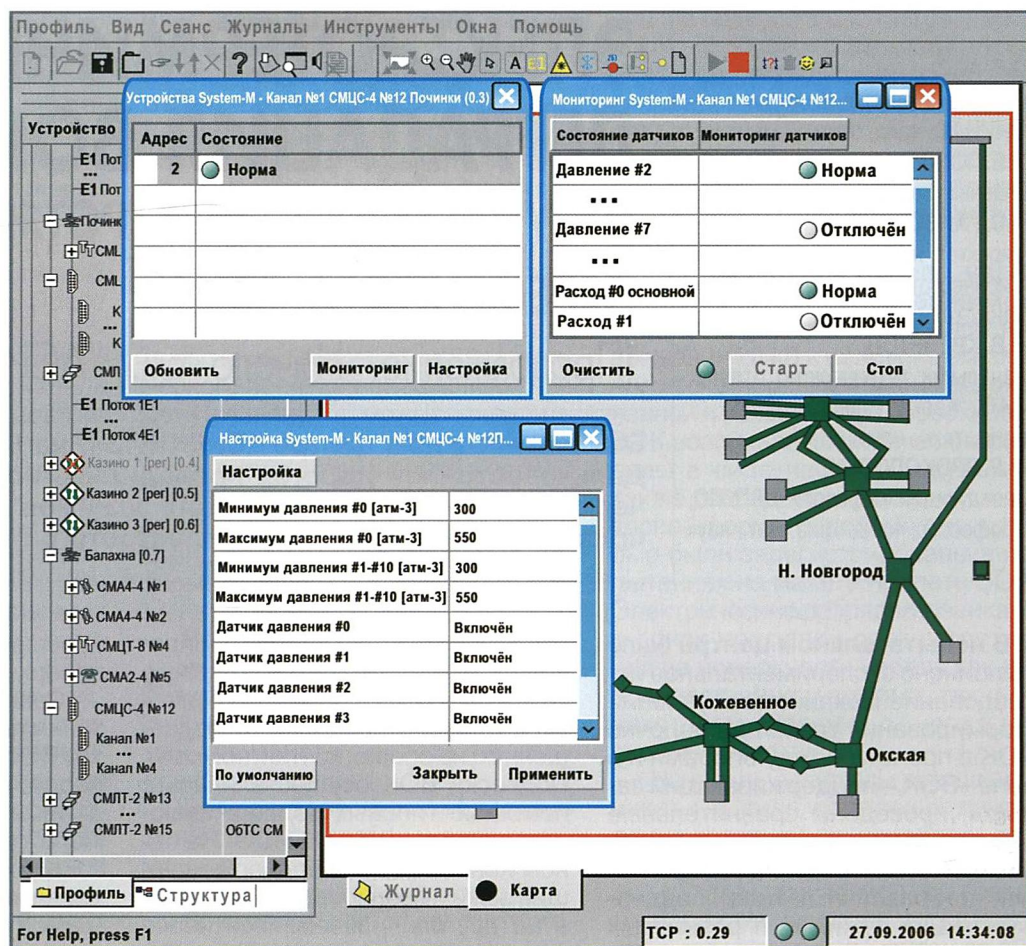 Профиль Вид Сеанс Журналы Инструменты Окна Помощь
Устройства System-M - Канал №1 СМЦС-4 №12 Починки (0.3)
Адрес Состояние
2 Норма
Обновить Мониторинг Настройка
Мониторинг System-M - Канал №1 СМЦС-4 №12...
Состояние датчиков Мониторинг датчиков
Давление #2 Норма
...
Давление #7 Отключён
...
Расход #0 основной Норма
Расход #1 Отключён
Очистить Старт Стоп
Устройство
E1 Пот
...
E1 Пот
Починк
СМЦ
СМЦ
К
...
К
СМЛ
...
E1 Поток 1E1
E1 Поток 4E1
Казино 1 [рег] [0.4]
Казино 2 [рег] [0.5]
Казино 3 [рег] [0.6]
Балахна [0.7]
СМА4-4 №1
СМА4-4 №2
СМЦТ-8 №4
СМА2-4 №5
СМЦС-4 №12
Канал №1
...
Канал №4
СМЛТ-2 №13
...
СМЛТ-2 №15 ОбТС СМ
Настройка System-M - Калал №1 СМЦС-4 №12П...
Настройка
Минимум давления #0 [атм-3] 300
Максимум давления #0 [атм-3] 550
Минимум давления #1-#10 [атм-3] 300
Максимум давления #1-#10 [атм-3] 550
Датчик давления #0 Включён
Датчик давления #1 Включён
Датчик давления #2 Включён
Датчик давления #3 Включён
По умолчанию Закрыть Применить
Н. Новгород
Кожевенное
Окская
Профиль Структура
Журнал Карта
For Help, press F1
TCP : 0.29
27.09.2006 14:34:08